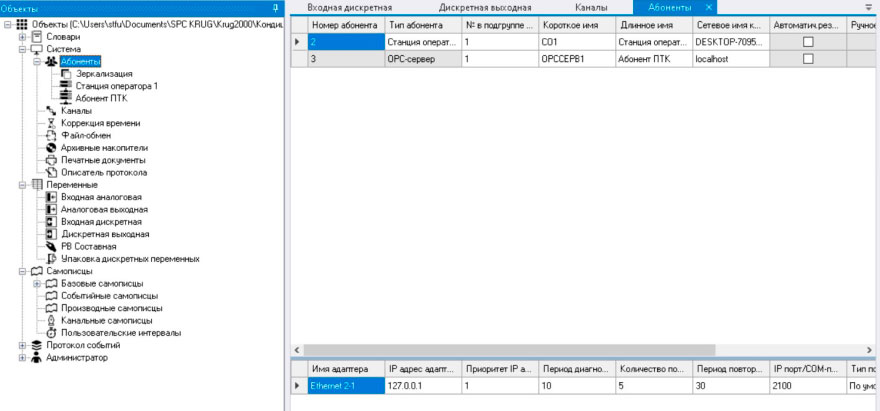 Объекты
Объекты (C:\Users\stfu\Documents\SPC KRUG\Krug2000\Конди
Словари
Система
Абоненты
Зеркализация
Станция оператора 1
Абонент ПТК
Каналы
Коррекция времени
Файл-обмен
Архивные накопители
Печатные документы
Описатель протокола
Переменные
Входная аналоговая
Аналоговая выходная
Входная дискретная
Дискретная выходная
РВ Составная
Упаковка дискретных переменных
Самописцы
Базовые самописцы
Событийные самописцы
Производные самописцы
Канальные самописцы
Пользовательские интервалы
Протокол событий
Администратор
Входная дискретная Дискретная выходная Каналы Абоненты
Номер абонента Тип абонента № в подгруппе ... Короткое имя Длинное имя Сетевое имя к... Автоматич.рез... Ручное
2 Станция операт... 1 СО1 Станция операт... DESKTOP-7095...
3 OPC-сервер 1 ОРССЕРВ1 Абонент ПТК localhost
Имя адаптера IP адрес адапт... Приоритет IP а... Период диагно... Количество по... Период повтор... IP порт/COM-п... Тип по
Ethernet 2-1 127.0.0.1 1 10 5 30 2100 По умо